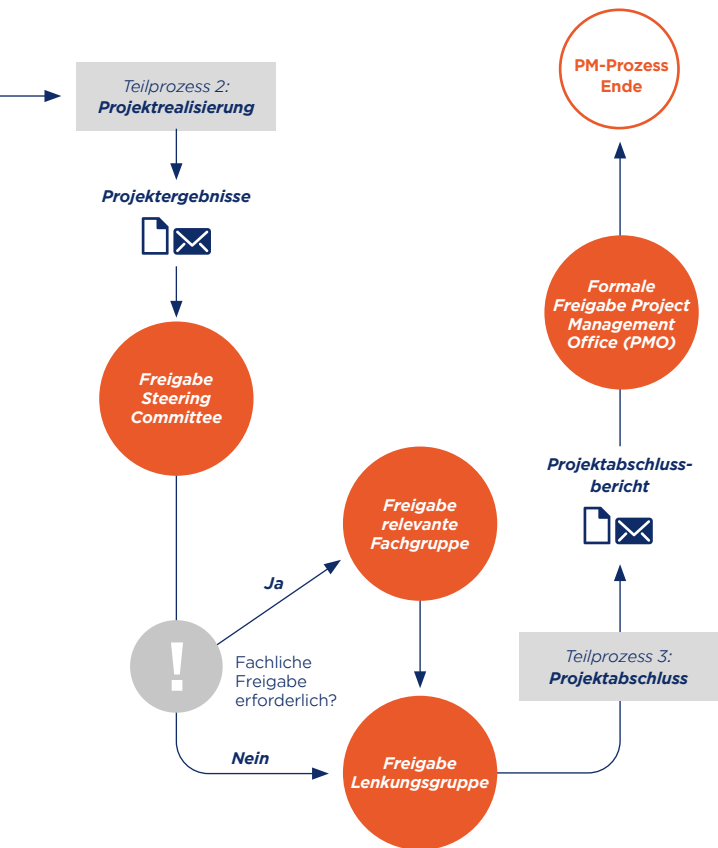 Teilprozess 2:
Projektrealisierung
Projektergebnisse
Freigabe
Steering
Committee
!
Fachliche
Freigabe
erforderlich?
Ja
Nein
Freigabe
relevante
Fachgruppe
Freigabe
Lenkungsgruppe
Teilprozess 3:
Projektabschluss
Projektabschluss-
bericht
Formale
Freigabe Project
Management
Office (PMO)
PM-Prozess
Ende